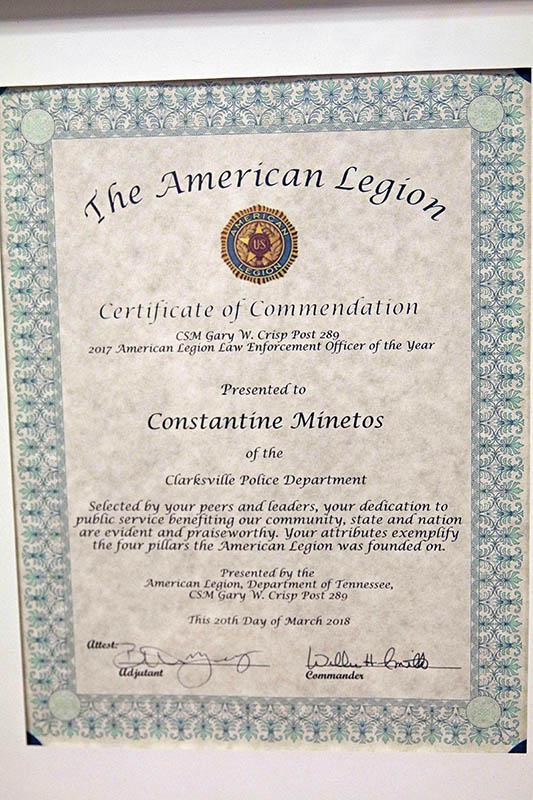 The American Legion
AMERICAN
US
LEGION
Certificate of Commendation
CSM Gary W. Crisp Post 289
2017 American Legion Law Enforcement Officer of the Year
Presented to
Constantine Minetos
of the
Clarksville Police Department
Selected by your peers and leaders, your dedication to
public service benefiting our community, state and nation
are evident and praiseworthy. Your attributes exemplify
the four pillars the American Legion was founded on.
Presented by the
American Legion, Department of Tennessee,
CSM Gary W. Crisp Post 289
This 20th Day of March 2018
Attest:
Willie H. Smith
Adjutant Commander